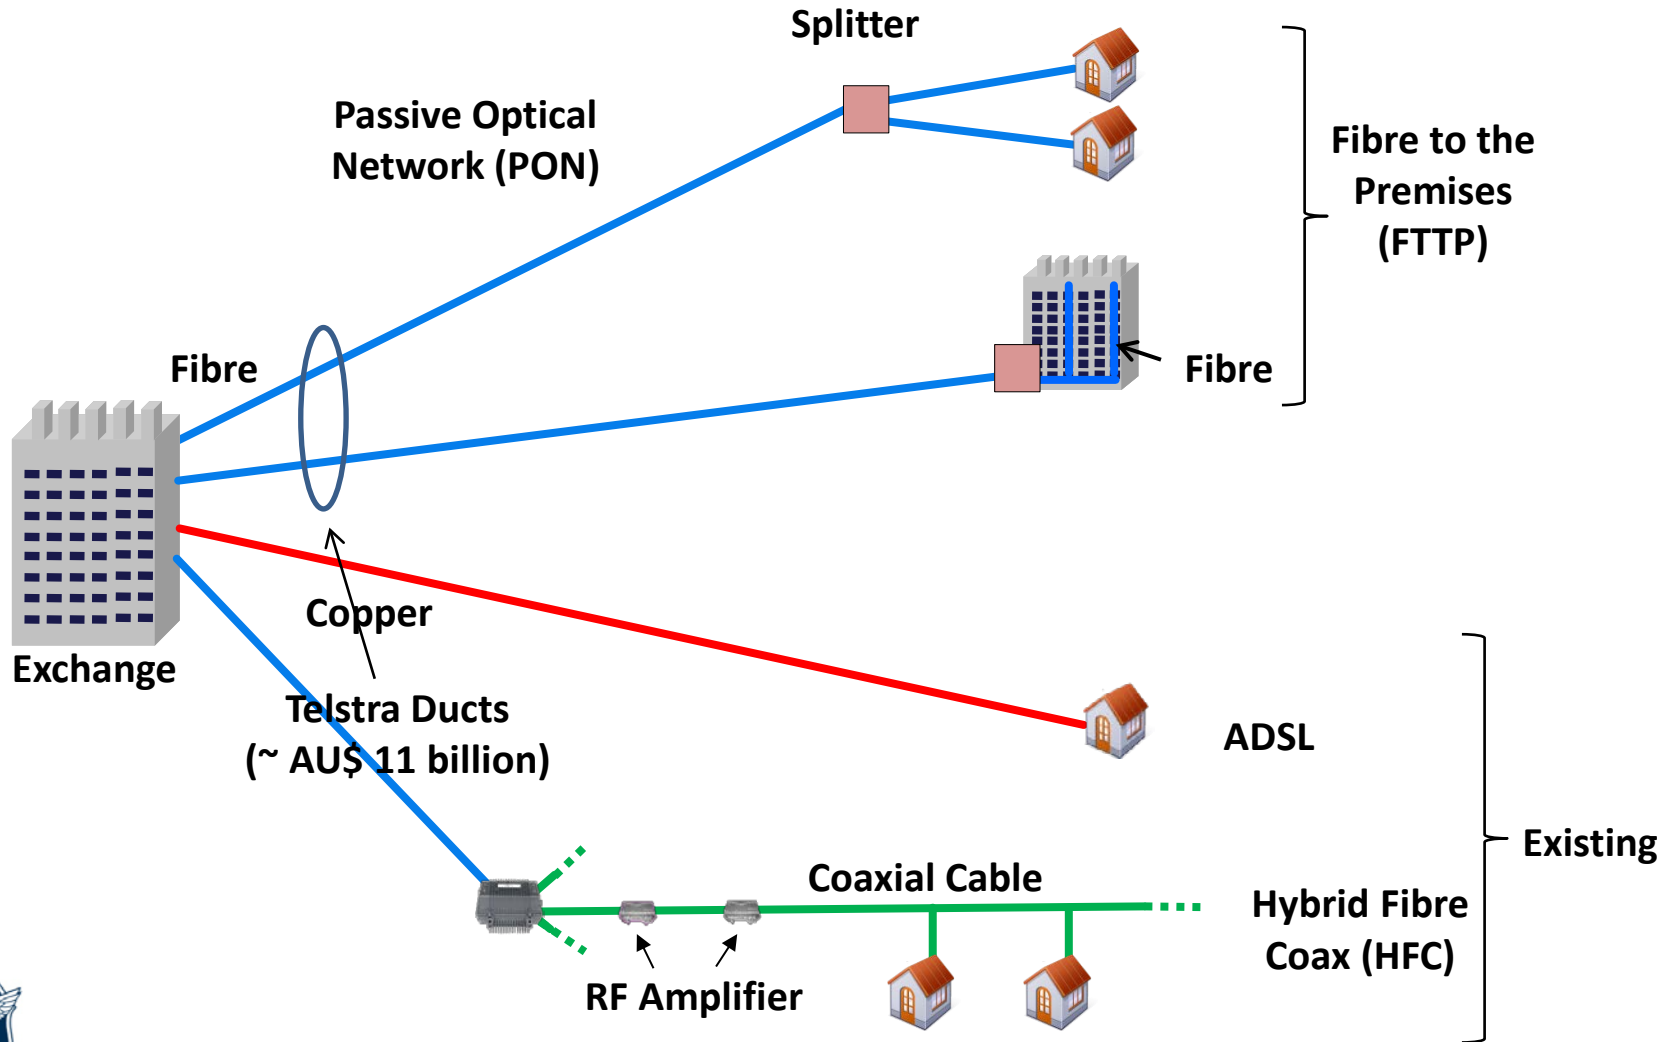 Splitter
Passive Optical
Network (PON)
Fibre to the
Premises
(FTTP)
Fibre
Fibre
Copper
Exchange
Telstra Ducts
(~ AU$ 11 billion)
ADSL
Existing
Coaxial Cable
Hybrid Fibre
Coax (HFC)
RF Amplifier